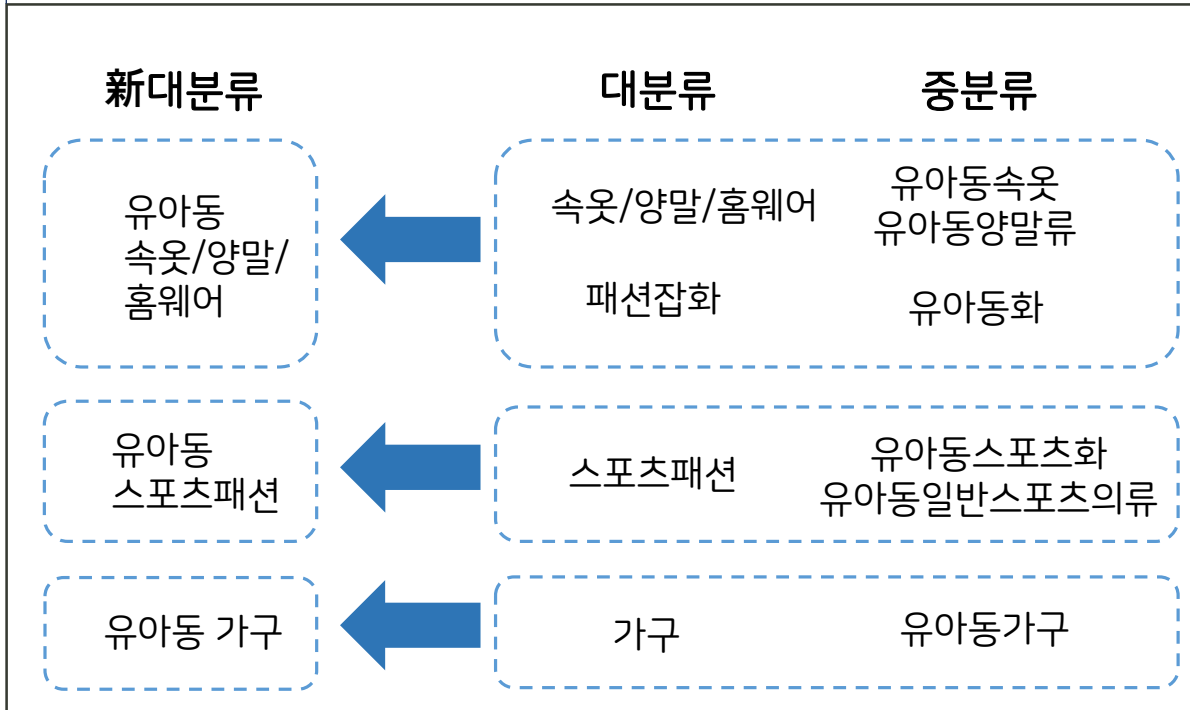 新대분류 대분류 중분류
유아동
속옷/양말/
홈웨어
속옷/양말/홈웨어
패션잡화
유아동속옷
유아동양말류
유아동화
유아동
스포츠패션
스포츠패션
유아동스포츠화
유아동일반스포츠의류
유아동 가구
가구
유아동가구